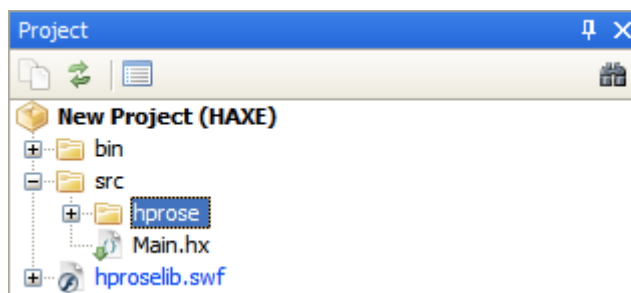 Project
New Project (HAXE)
bin
src
hprose
Main.hx
hproselib.swf